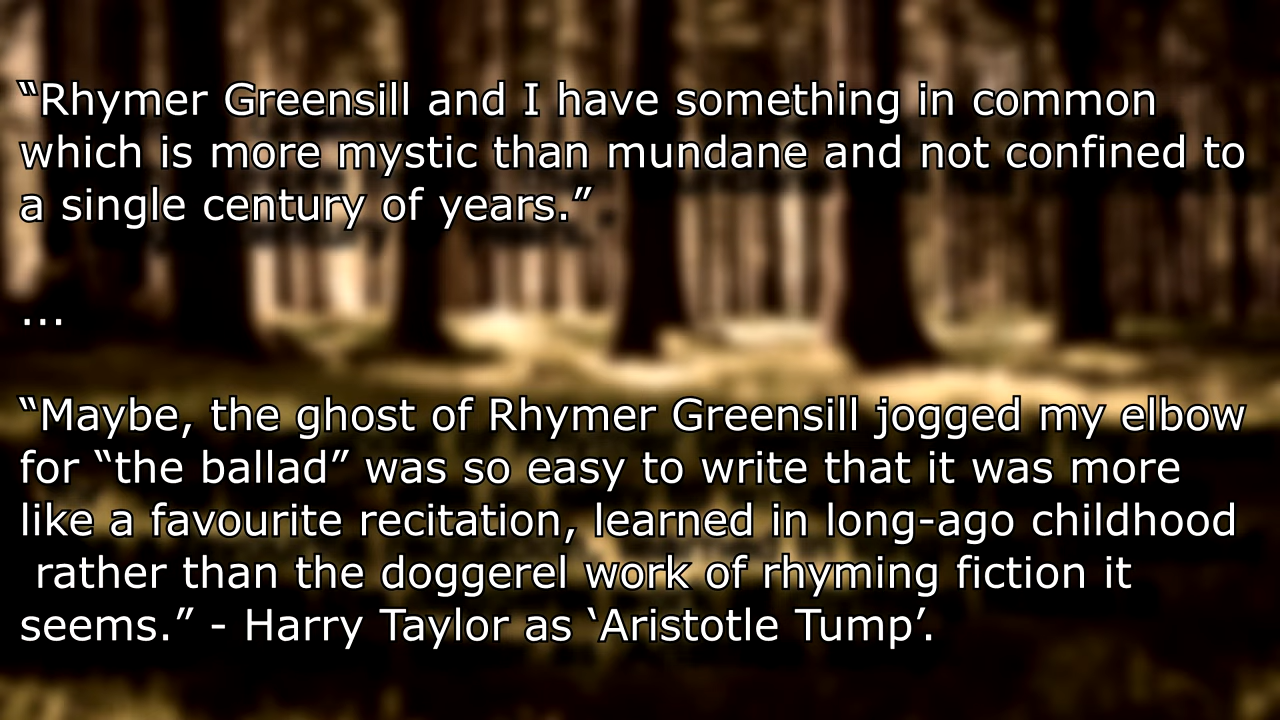 “Rhymer Greensill and I have something in common
which is more mystic than mundane and not confined to
a single century of years.”
...
“Maybe, the ghost of Rhymer Greensill jogged my elbow
for “the ballad” was so easy to write that it was more
like a favourite recitation, learned in long-ago childhood
rather than the doggerel work of rhyming fiction it
seems.” - Harry Taylor as ‘Aristotle Tump’.